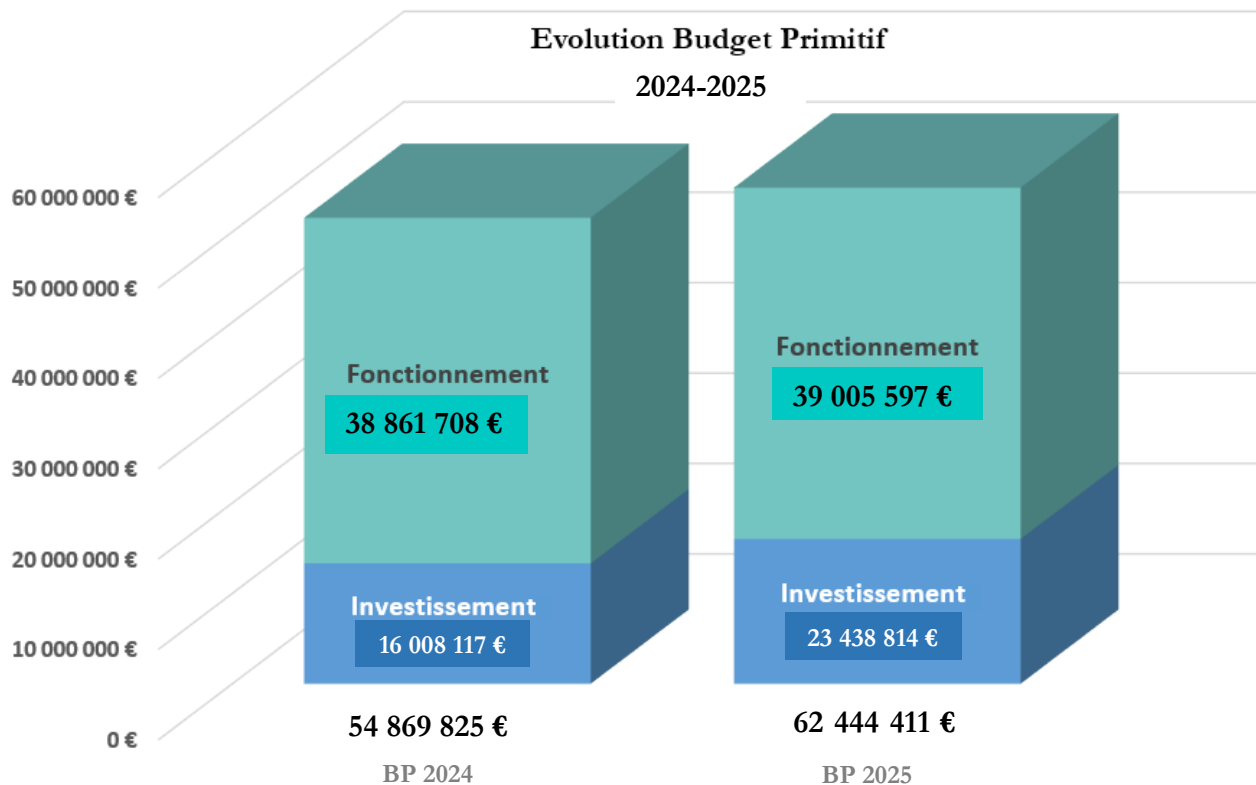 Evolution Budget Primitif
2024-2025
60 000 000 €
50 000 000 €
40 000 000 €
30 000 000 €
20 000 000 €
10 000 000 €
0 €
Fonctionnement
38 861 708 €
Investissement
16 008 117 €
54 869 825 €
BP 2024
Fonctionnement
39 005 597 €
Investissement
23 438 814 €
62 444 411 €
BP 2025